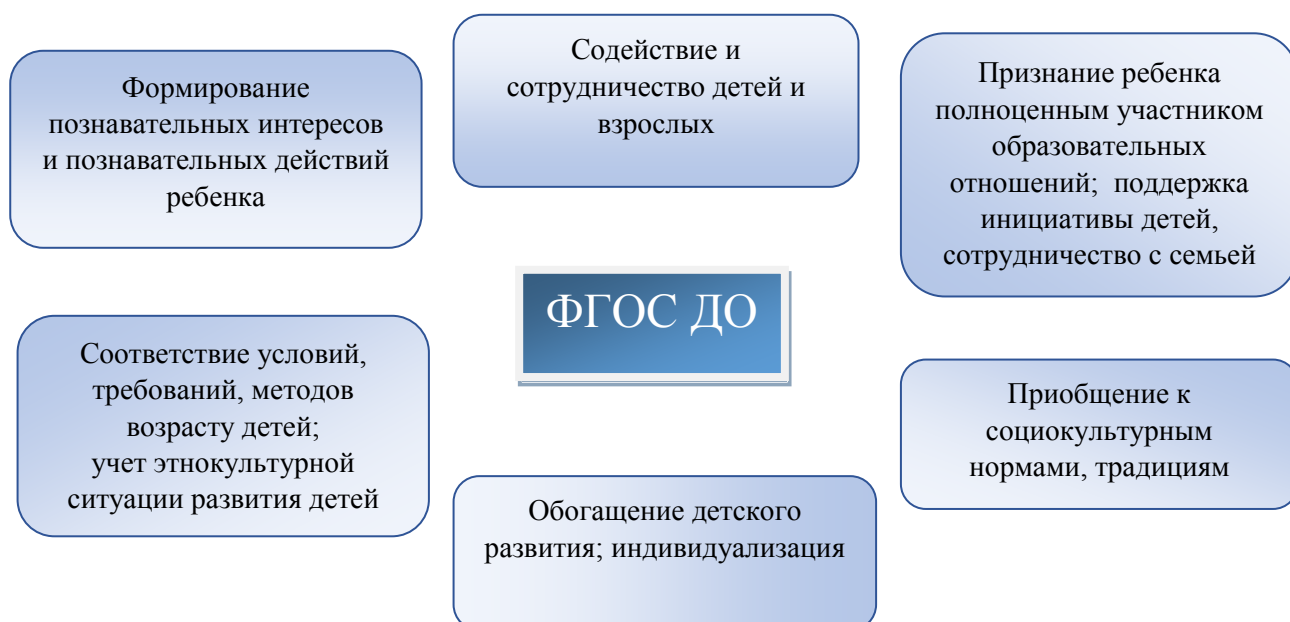 Формирование
познавательных интересов
и познавательных действий
ребенка
Содействие и
сотрудничество детей и
взрослых
Признание ребенка
полноценным участником
образовательных
отношений; поддержка
инициативы детей,
сотрудничество с семьей
ФГОС ДО
Соответствие условий,
требований, методов
возрасту детей;
учет этнокультурной
ситуации развития детей
Приобщение к
социокультурным
нормами, традициям
Обогащение детского
развития; индивидуализация